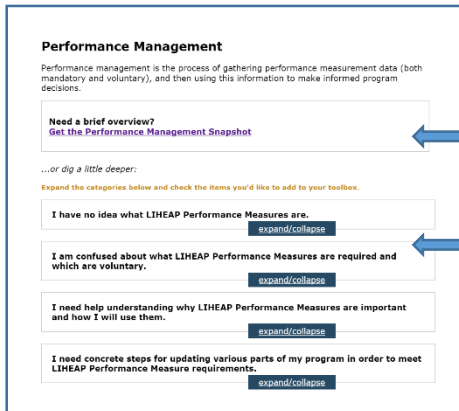 Performance Management
Performance management is the process of gathering performance measurement data (both
mandatory and voluntary), and then using this information to make informed program
decisions.
Need a brief overview?
Get the Performance Management Snapshot
...or dig a little deeper:
Expand the categories below and check the items you'd like to add to your toolbox.
I have no idea what LIHEAP Performance Measures are.
expand/collapse
I am confused about what LIHEAP Performance Measures are required and
which are voluntary.
expand/collapse
I need help understanding why LIHEAP Performance Measures are important
and how I will use them.
expand/collapse
I need concrete steps for updating various parts of my program in order to meet
LIHEAP Performance Measure requirements.
expand/collapse